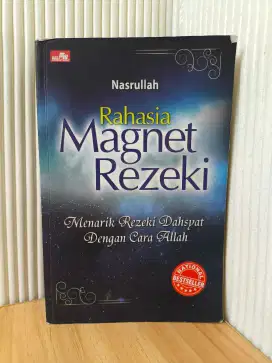 Nasrullah
Rahasia
Magnet
Rezeki
Menarik Rezeki Dahsyat
Dengan Cara Allah
NATIONAL
BESTSELLER